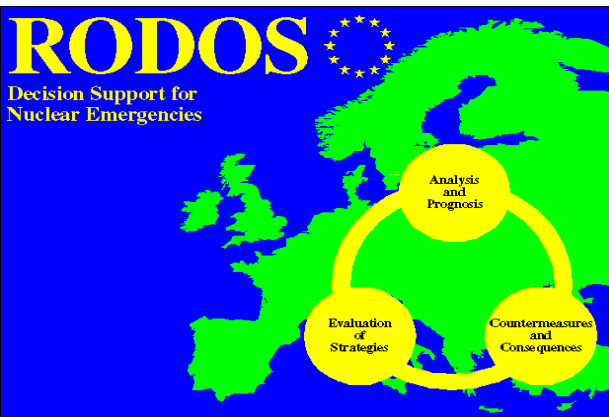 RODOS
Decision Support for
Nuclear Emergencies
Analysis
and
Prognosis
Evaluation
of
Strategies
Countermeasures
and
Consequences